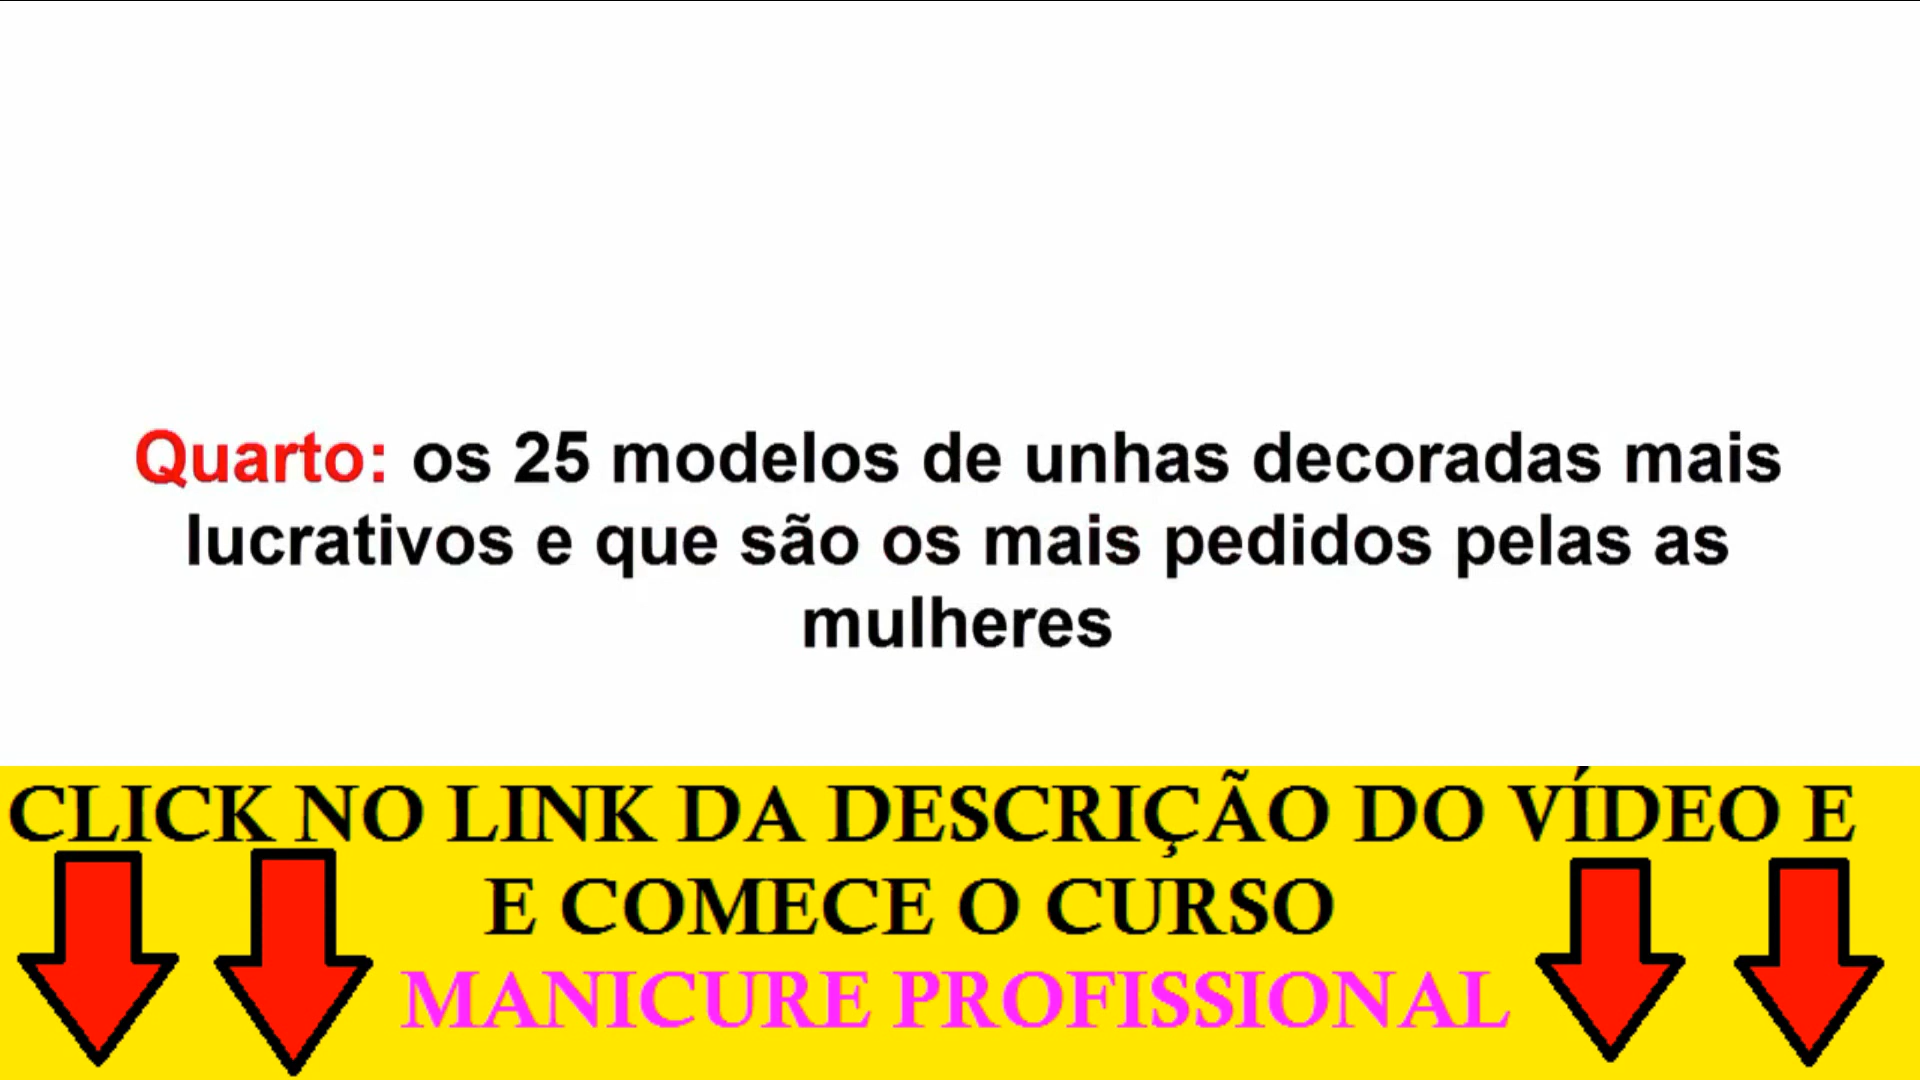 Quarto: os 25 modelos de unhas decoradas mais
lucrativos e que são os mais pedidos pelas as
mulheres
CLICK NO LINK DA DESCRIÇÃO DO VÍDEO E
E COMECE O CURSO
MANICURE PROFISSIONAL